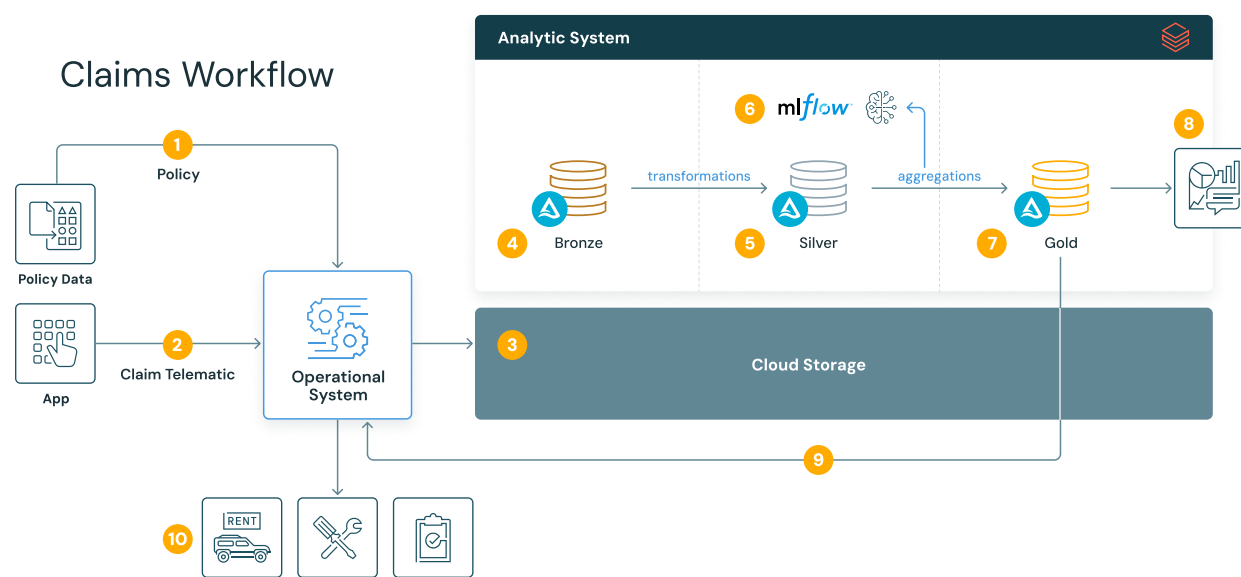 Claims Workflow
Analytic System
1
Policy
Policy Data
2
Claim Telematic
App
Operational
System
3
Cloud Storage
4
Bronze
transformations
5
Silver
6
mlflow
aggregations
7
Gold
8
9
10
RENT